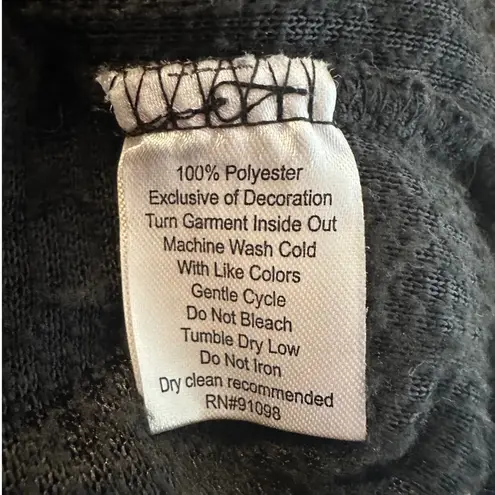 100% Polyester
Exclusive of Decoration
Turn Garment Inside Out
Machine Wash Cold
With Like Colors
Gentle Cycle
Do Not Bleach
Tumble Dry Low
Do Not Iron
Dry clean recommended
RN#91098